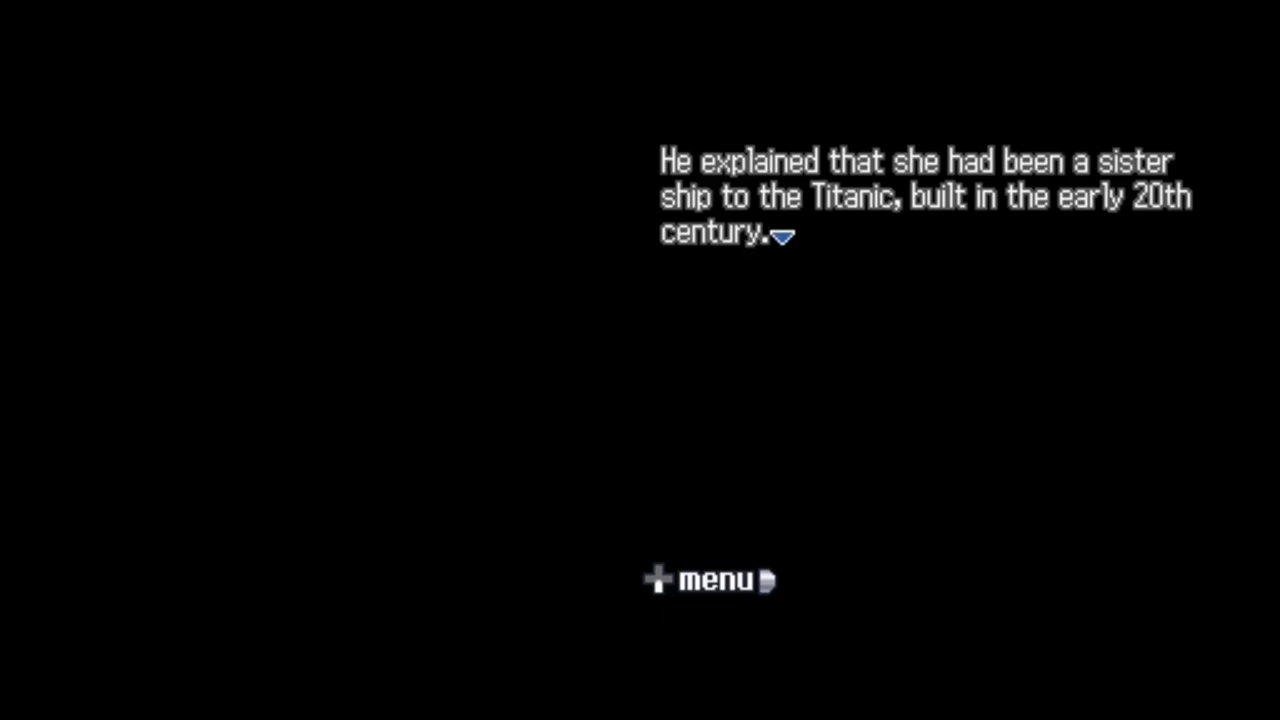 He explained that she had been a sister
ship to the Titanic, built in the early 20th
century.
menu